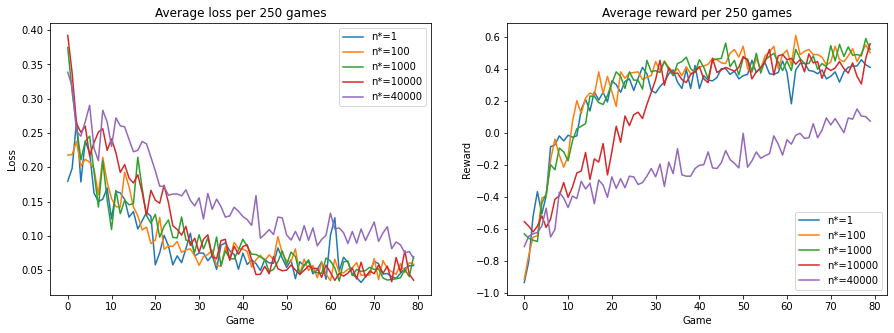 Average loss per 250 games
Loss
0.40
0.35
0.30
0.25
0.20
0.15
0.10
0.05
0 10 20 30 40 50 60 70 80
Game
n*=1
n*=100
n*=1000
n*=10000
n*=40000
Average reward per 250 games
Reward
0.6
0.4
0.2
0.0
−0.2
−0.4
−0.6
−0.8
−1.0
0 10 20 30 40 50 60 70 80
Game
n*=1
n*=100
n*=1000
n*=10000
n*=40000